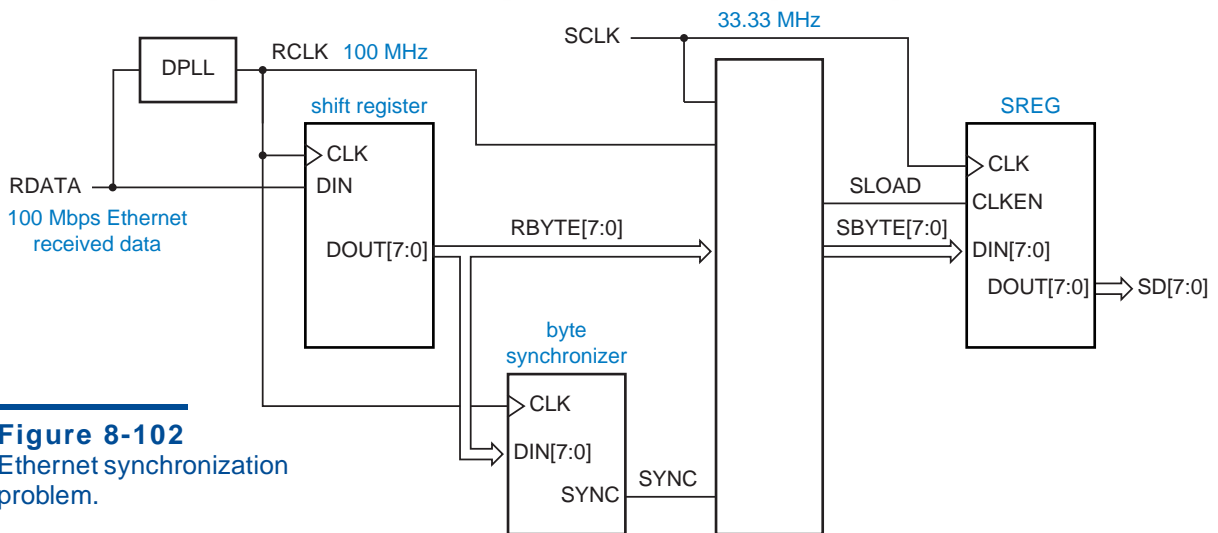 33.33 MHz
SCLK
RCLK 100 MHz
DPLL
shift register
SREG
CLK
CLK
RDATA
DIN
SLOAD
CLKEN
100 Mbps Ethernet
received data
RBYTE[7:0]
SBYTE[7:0]
DOUT[7:0]
DIN[7:0]
DOUT[7:0]
SD[7:0]
byte
synchronizer
CLK
DIN[7:0]
SYNC
SYNC
Figure 8-102
Ethernet synchronization
problem.